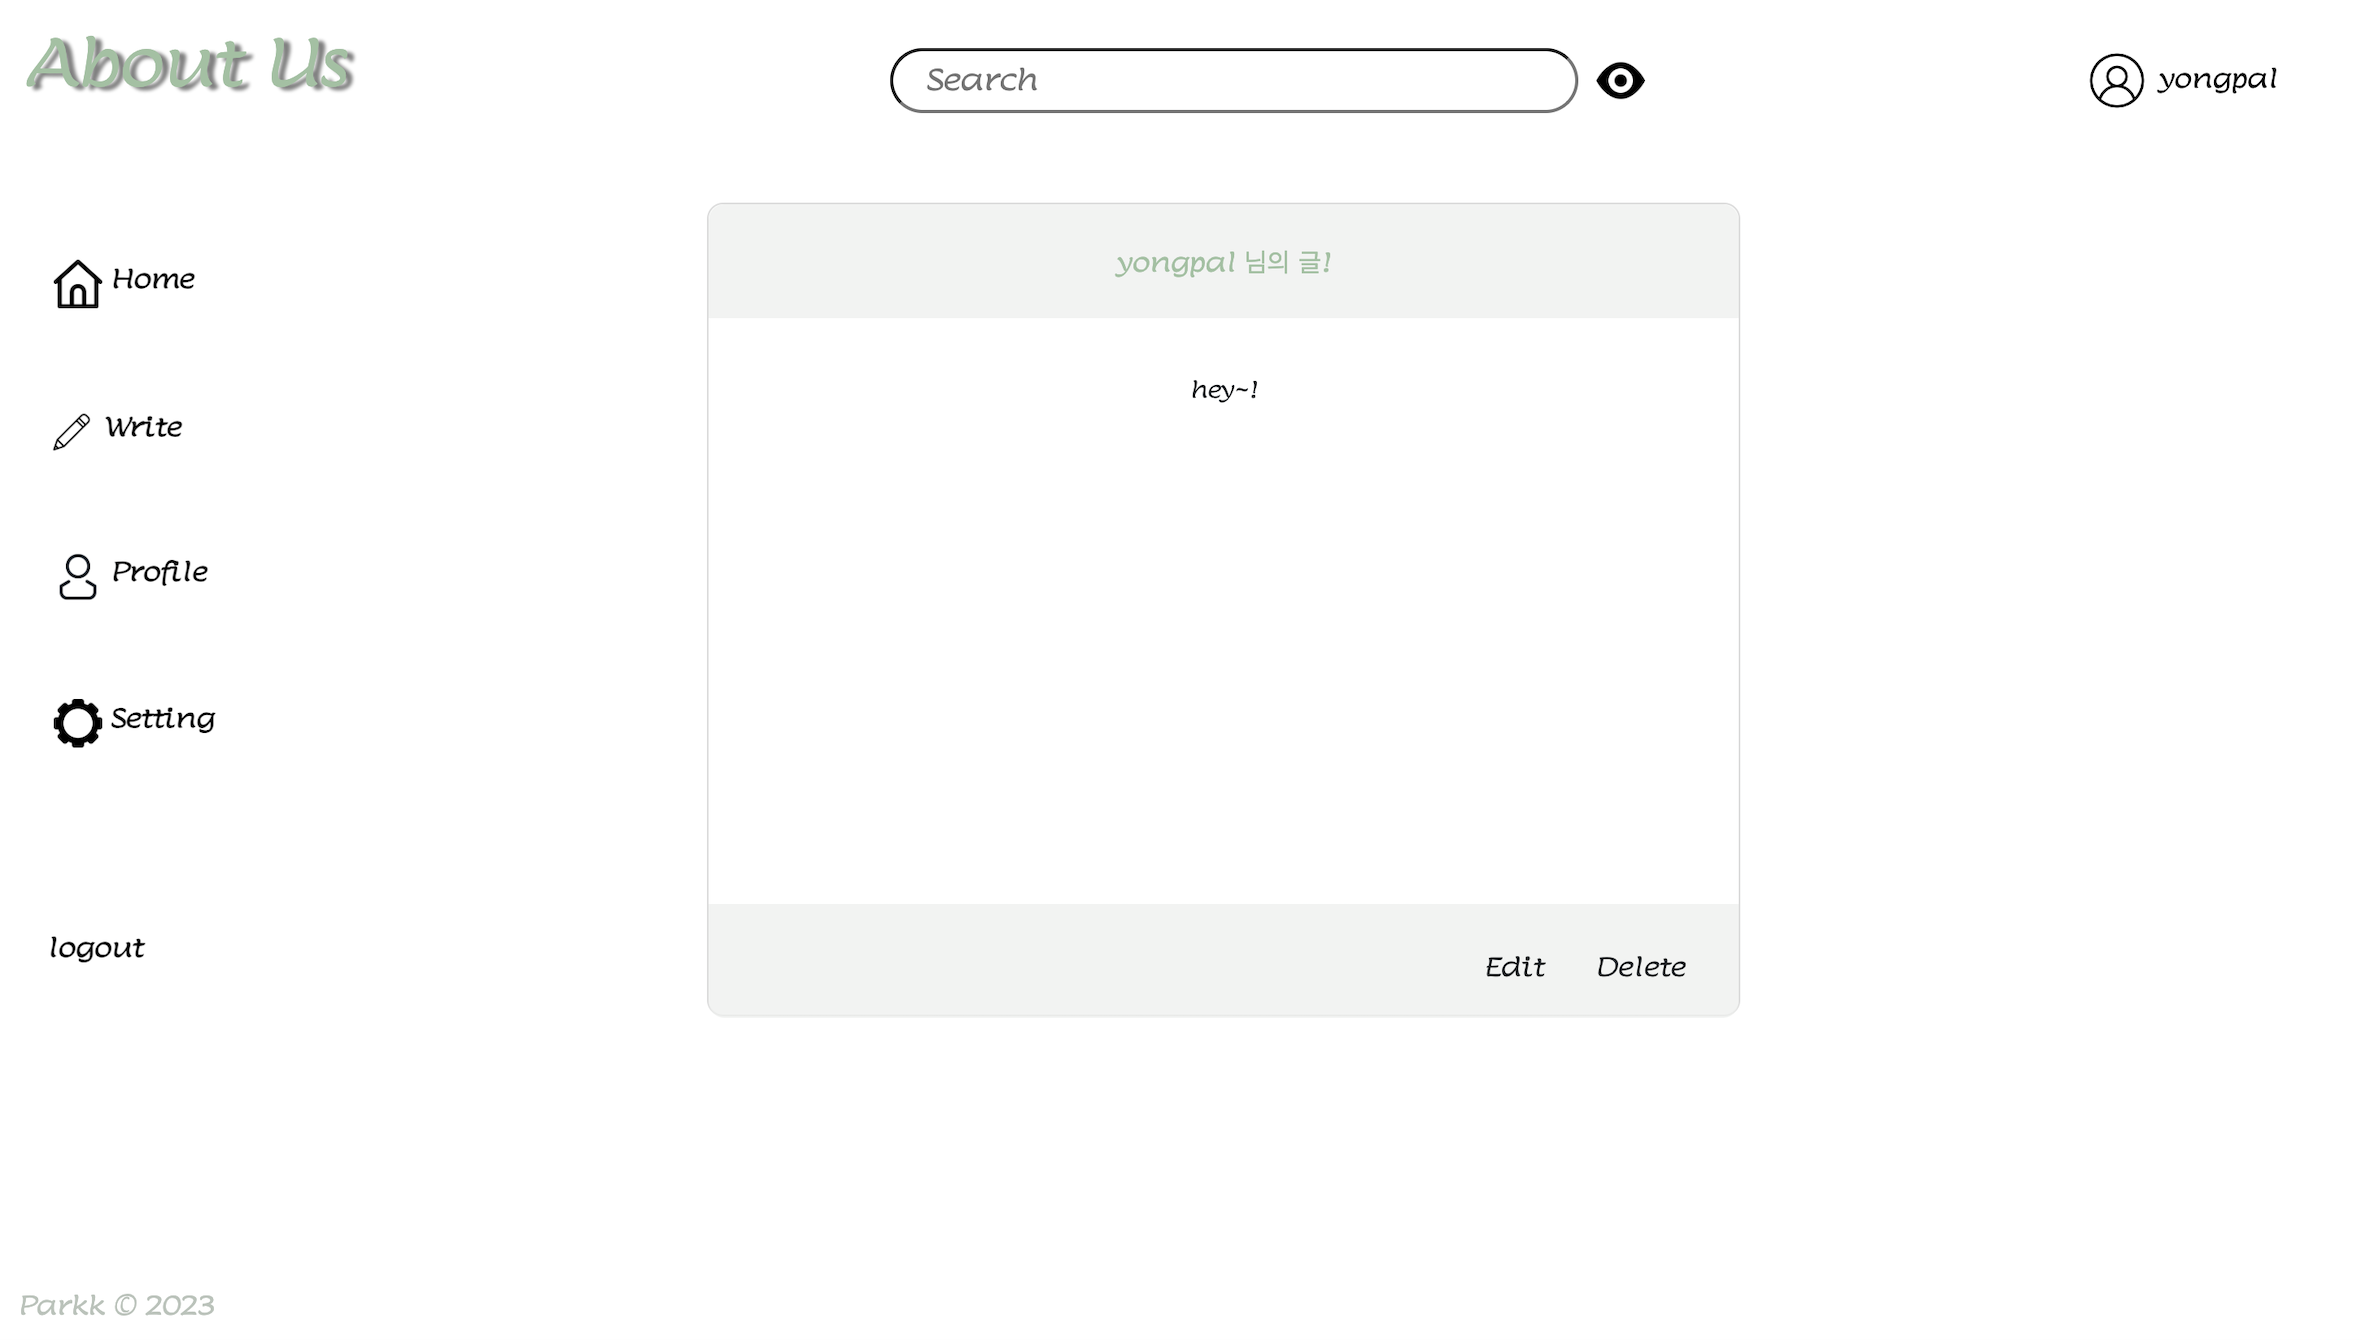 About Us
Search
yongpal
Home
Write
Profile
Setting
logout
yongpal 님의 글!
hey~!
Edit
Delete
Parkk © 2023